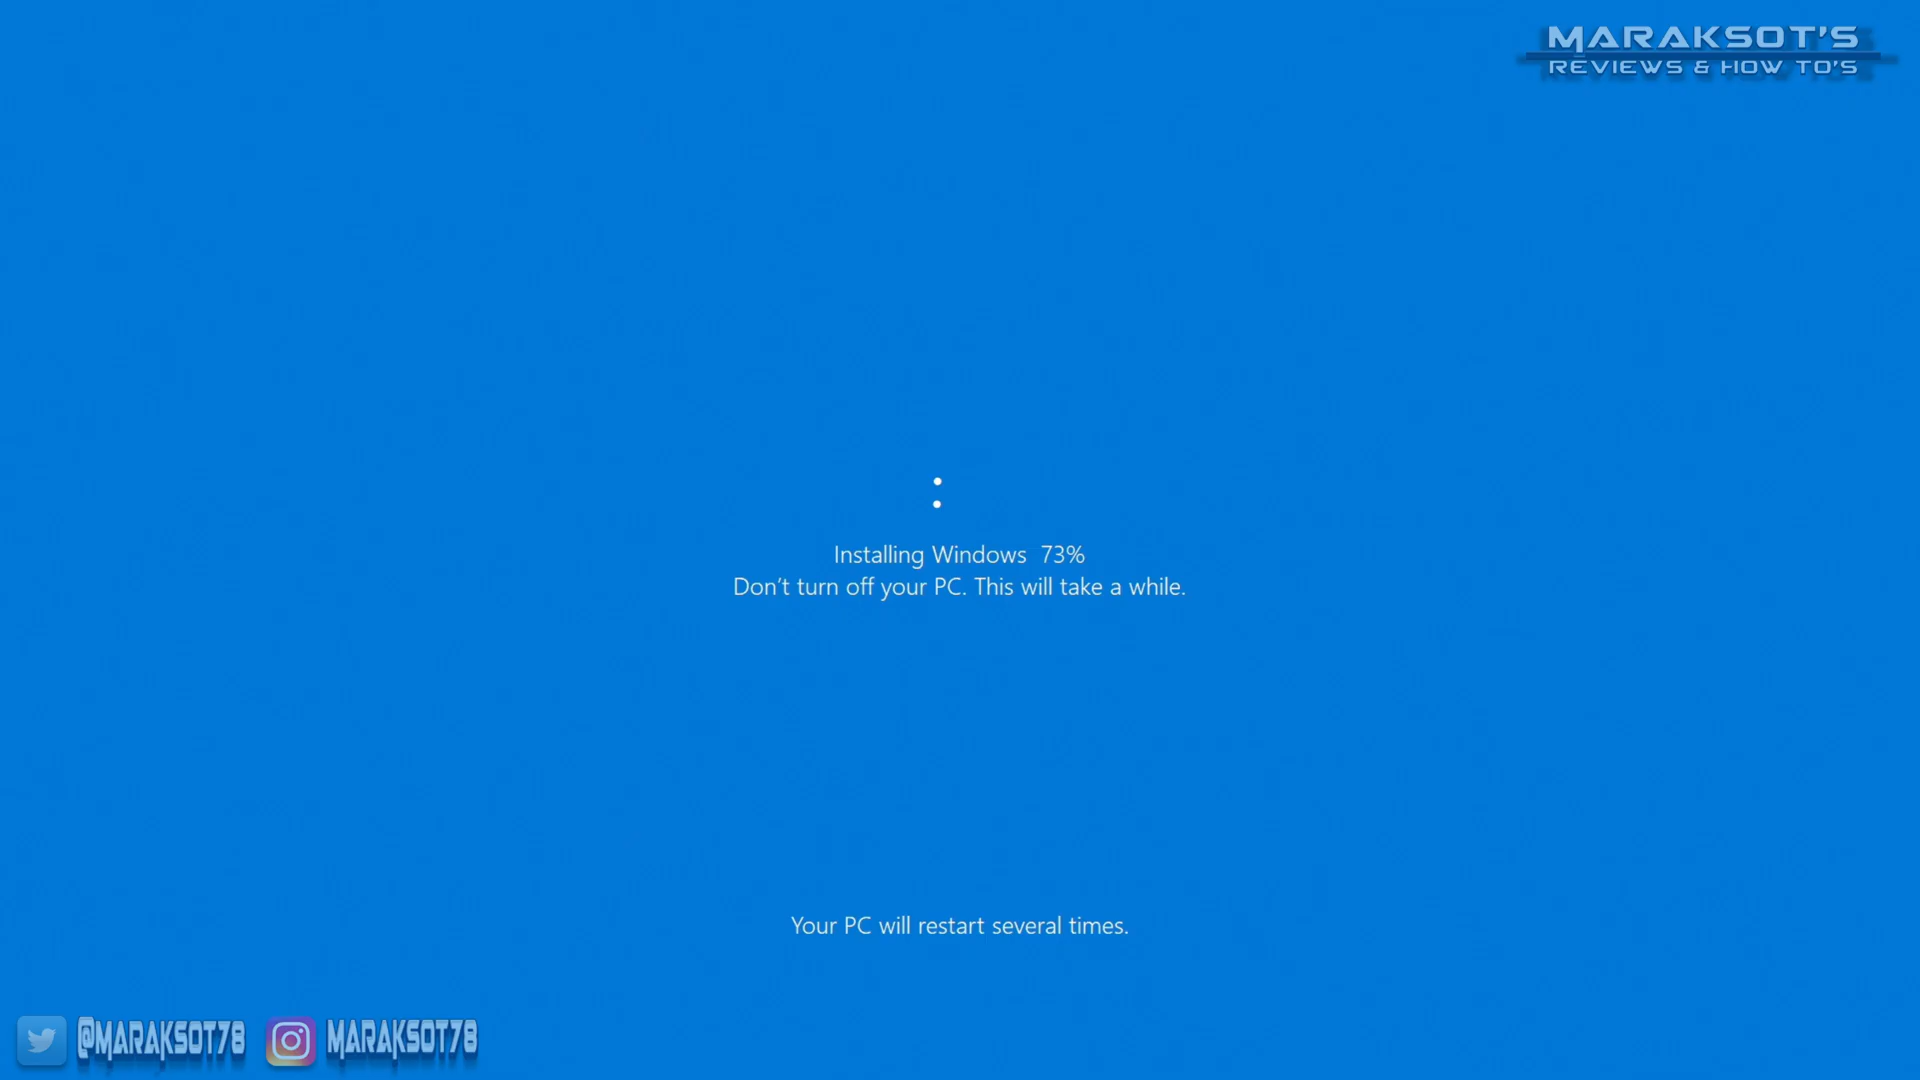 MARAKSOT'S
REVIEWS & HOW TO'S
Installing Windows 73%
Don't turn off your PC. This will take a while.
Your PC will restart several times.
@MARAKSOT78 MARAKSOT78